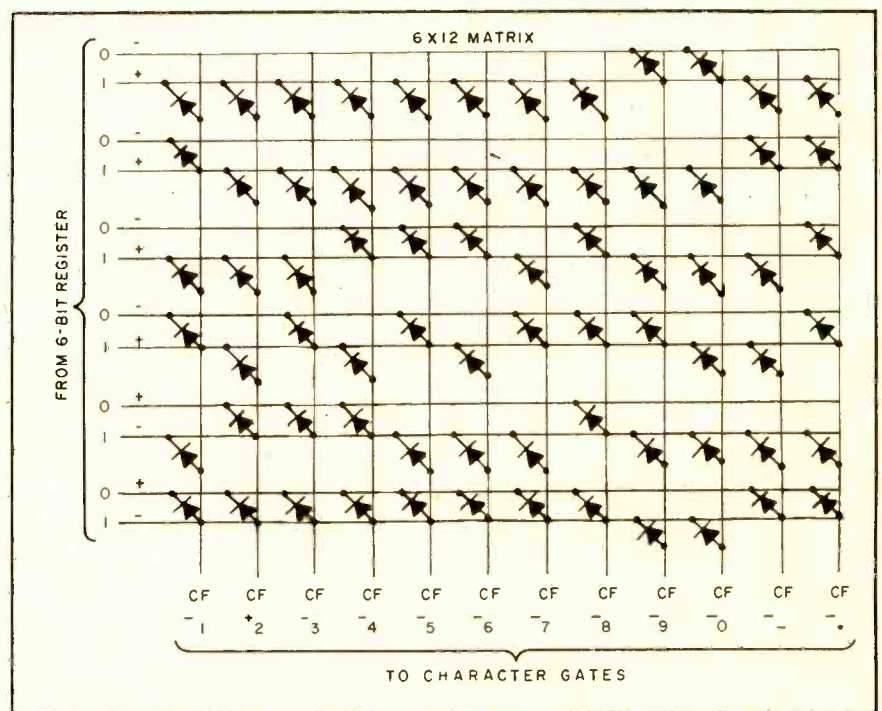 6 X 12 MATRIX
0 -
1 +
0 -
1 +
0 -
1 +
0 -
1 +
0 +
1 -
0 +
1 -
FROM 6-BIT REGISTER
CF CF CF CF CF CF CF CF CF CF CF CF
-1 +2 -3 -4 -5 -6 -7 -8 -9 -0 -- -.
TO CHARACTER GATES